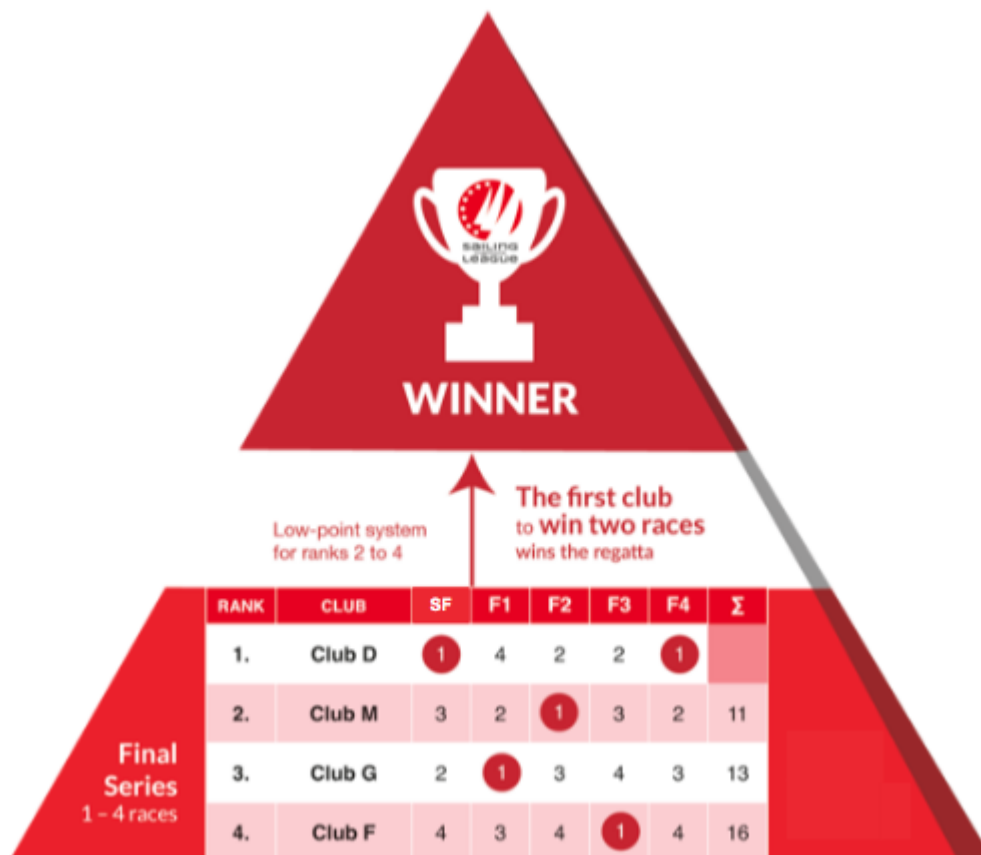 SAILING
LEAGUE
WINNER
Low-point system
for ranks 2 to 4
The first club
to win two races
wins the regatta
RANK CLUB SF F1 F2 F3 F4 Σ
1. Club D 1 4 2 2 1
2. Club M 3 2 1 3 2 11
3. Club G 2 1 3 4 3 13
4. Club F 4 3 4 1 4 16
Final
Series
1 – 4 races